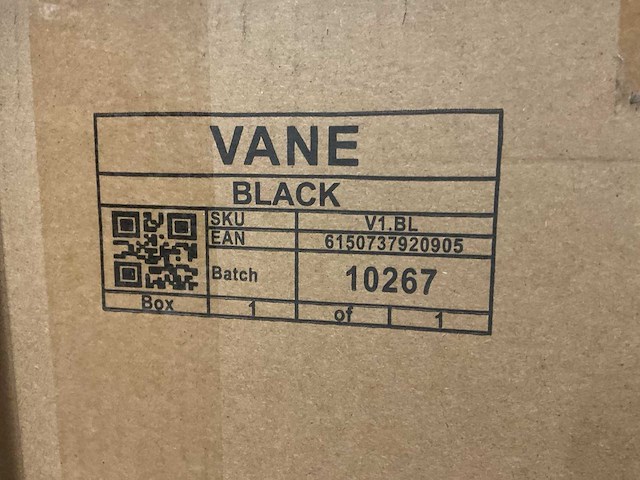 VANE
BLACK
SKU V1.BL
EAN 6150737920905
Batch 10267
Box 1 of 1